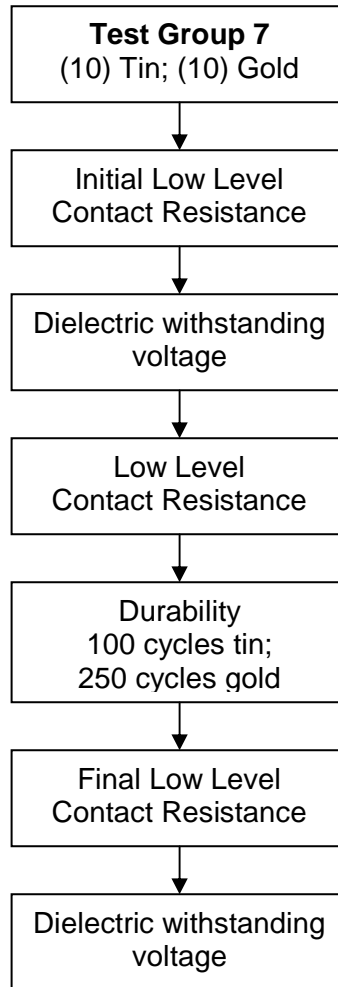 Test Group 7
(10) Tin; (10) Gold
Initial Low Level
Contact Resistance
Dielectric withstanding
voltage
Low Level
Contact Resistance
Durability
100 cycles tin;
250 cycles gold
Final Low Level
Contact Resistance
Dielectric withstanding
voltage